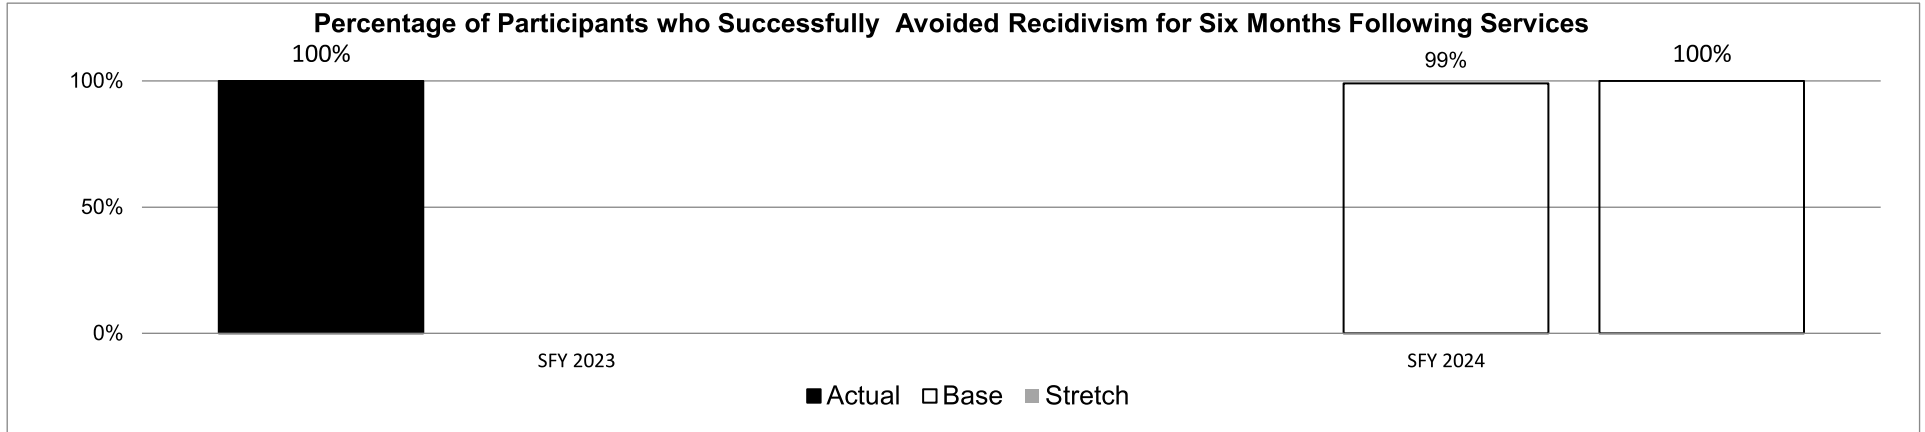 Percentage of Participants who Successfully  Avoided Recidivism for Six Months Following Services
100%
99%
100%
100%
50%
0%
SFY 2023
SFY 2024
Actual Base Stretch